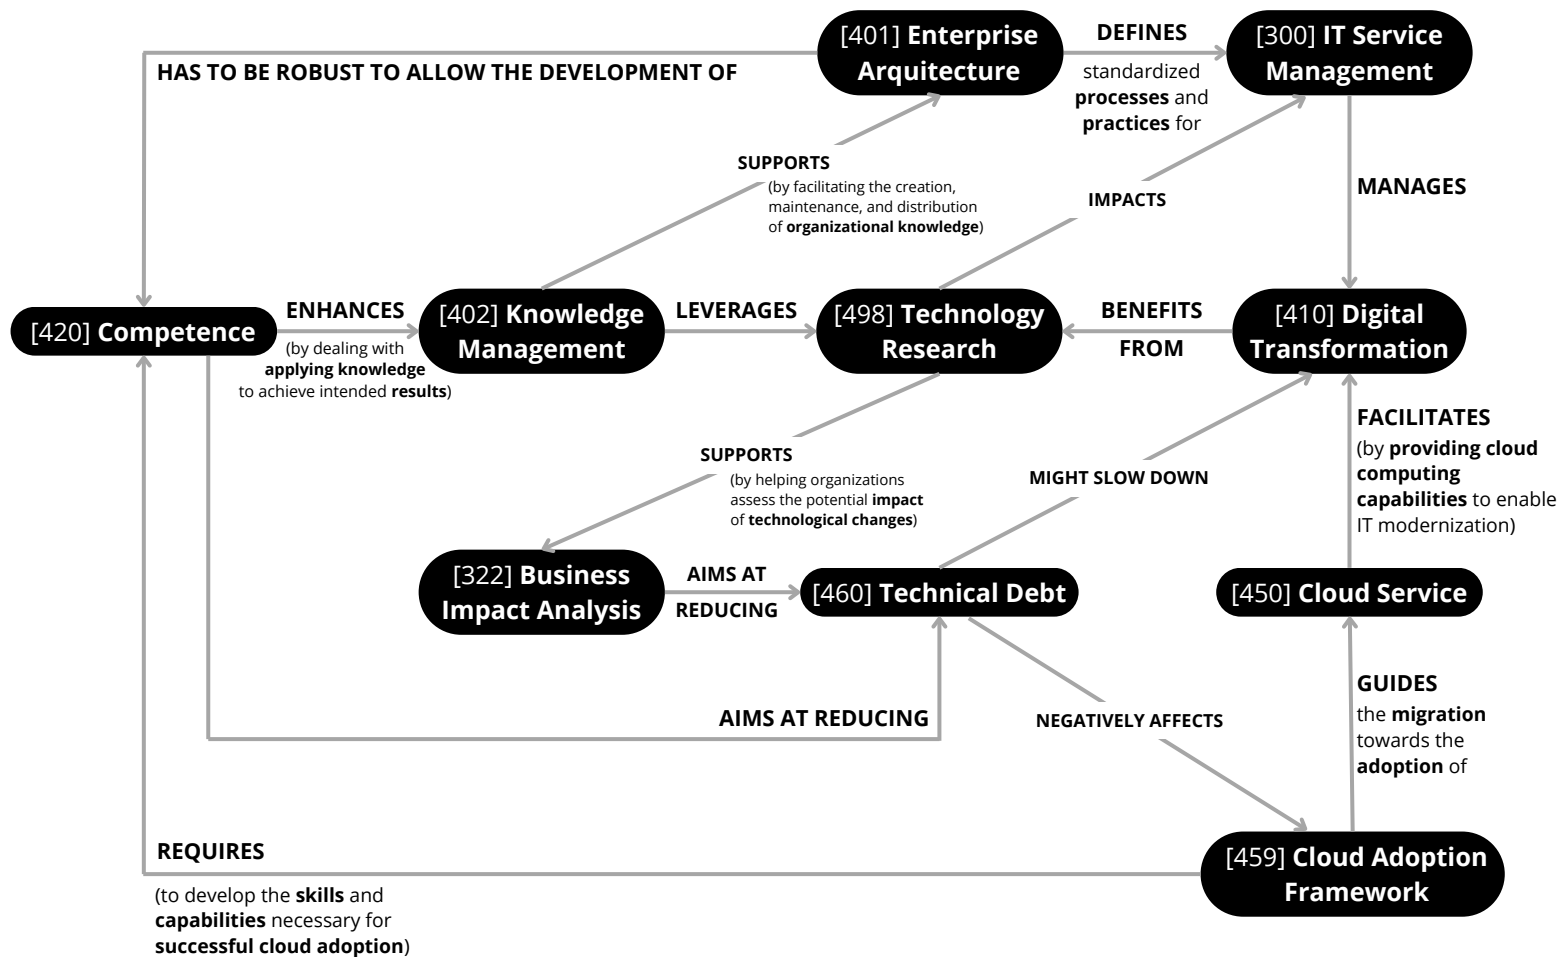 [401] Enterprise
Arquitecture
DEFINES
standardized
processes and
practices for
[300] IT Service
Management
HAS TO BE ROBUST TO ALLOW THE DEVELOPMENT OF
SUPPORTS
(by facilitating the creation,
maintenance, and distribution
of organizational knowledge)
IMPACTS
MANAGES
[420] Competence
ENHANCES
(by dealing with
applying knowledge
to achieve intended results)
[402] Knowledge
Management
LEVERAGES
[498] Technology
Research
BENEFITS
FROM
[410] Digital
Transformation
SUPPORTS
(by helping organizations
assess the potential impact
of technological changes)
MIGHT SLOW DOWN
FACILITATES
(by providing cloud
computing
capabilities to enable
IT modernization)
[322] Business
Impact Analysis
AIMS AT
REDUCING
[460] Technical Debt
[450] Cloud Service
AIMS AT REDUCING
NEGATIVELY AFFECTS
GUIDES
the migration
towards the
adoption of
REQUIRES
(to develop the skills and
capabilities necessary for
successful cloud adoption)
[459] Cloud Adoption
Framework